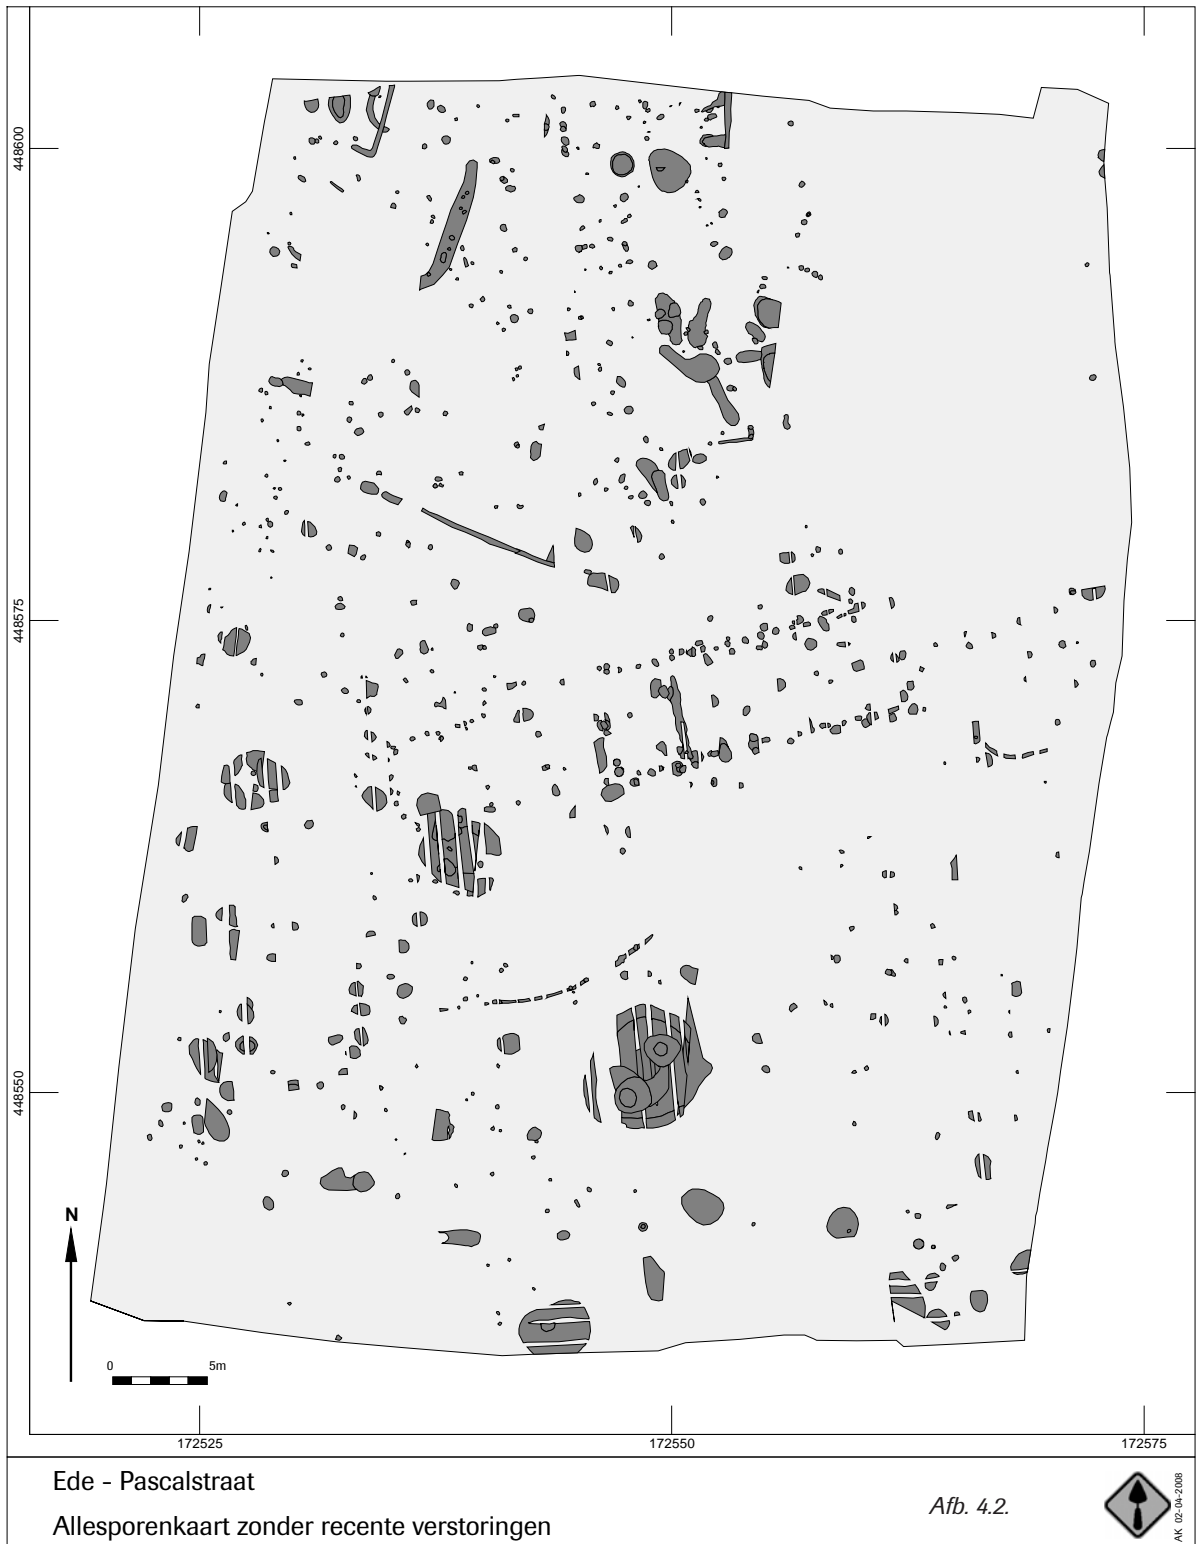 448600
448575
448550
N
0 5m
172525 172550 172575
Ede - Pascalstraat
Allesporenkaart zonder recente verstoringen
Afb. 4.2.
AK 02-04-2008